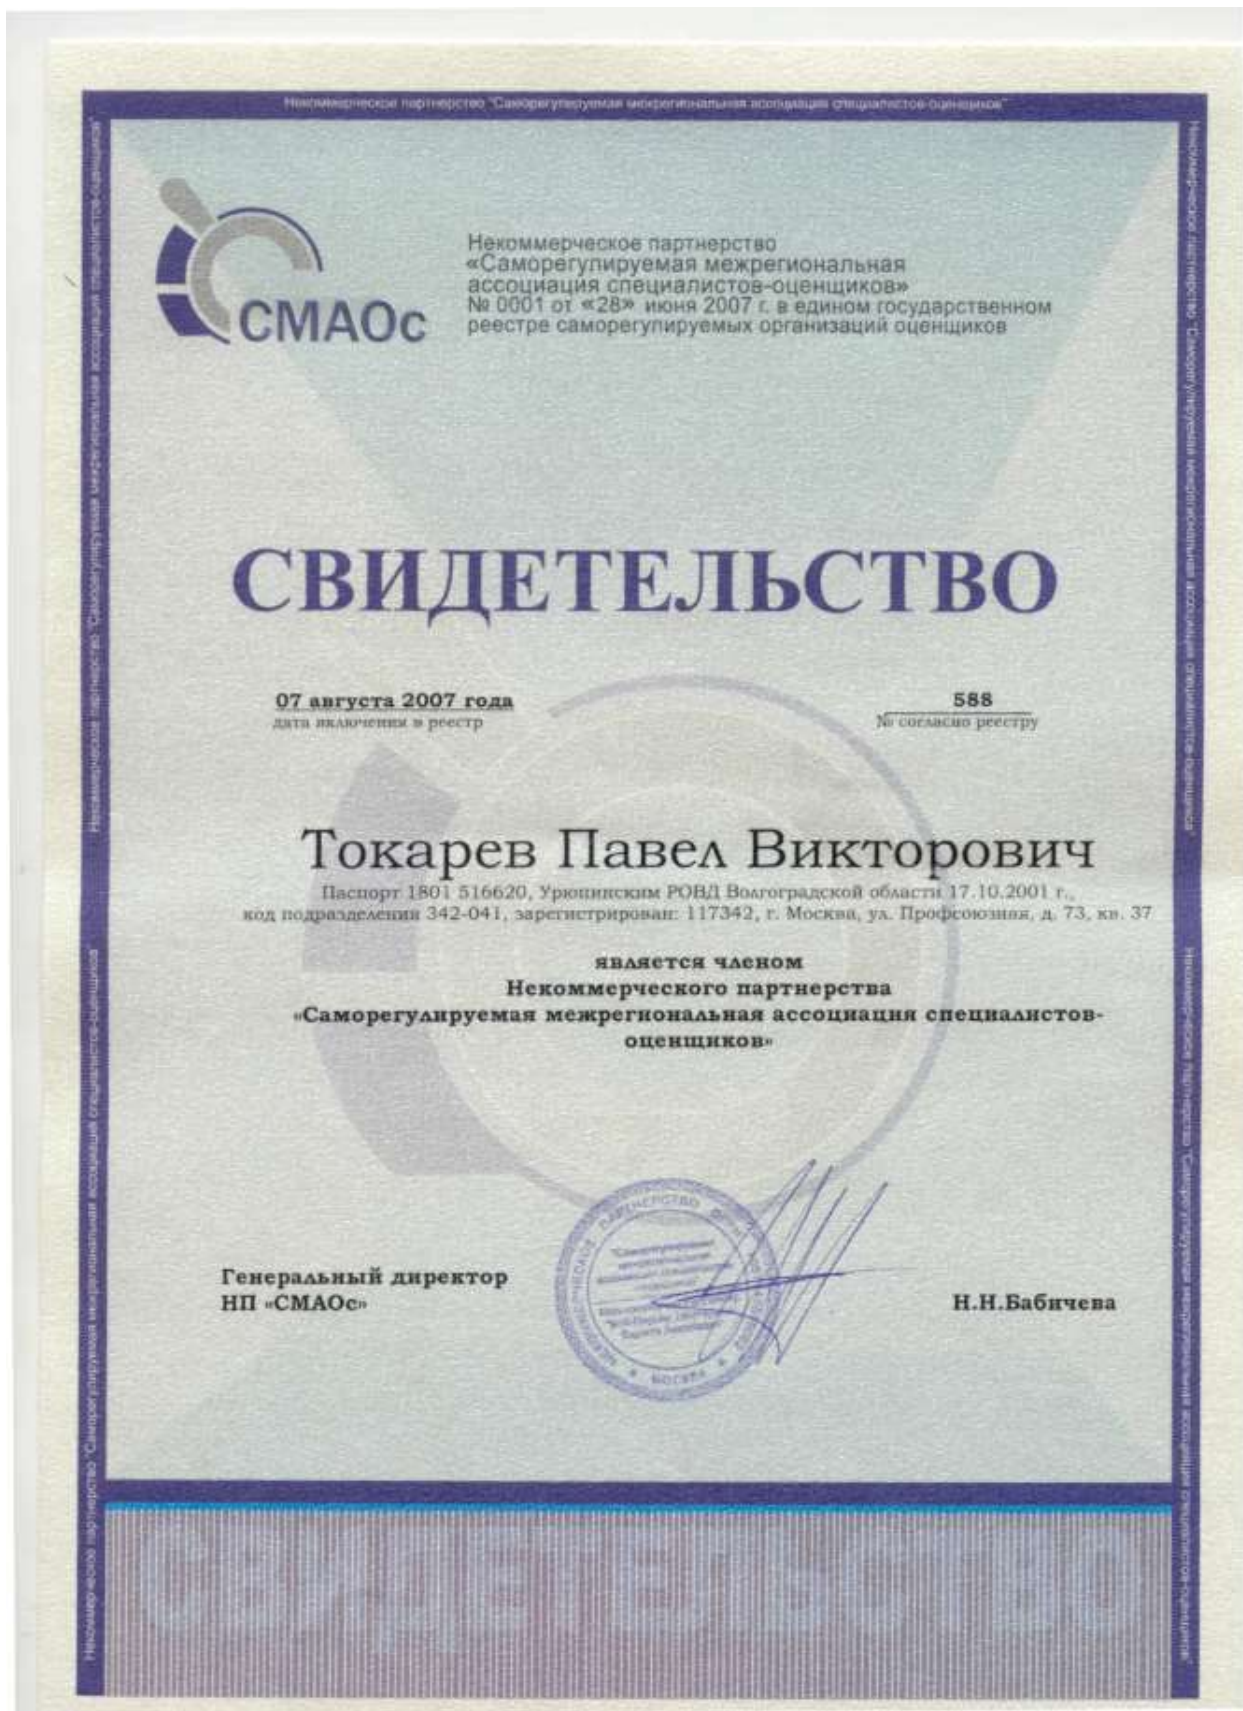 Некоммерческое партнерство "Саморегулируемая межрегиональная ассоциация специалистов-оценщиков"
СМАОс
Некоммерческое партнерство
«Саморегулируемая межрегиональная
ассоциация специалистов-оценщиков»
№ 0001 от «28» июня 2007 г. в едином государственном
реестре саморегулируемых организаций оценщиков
СВИДЕТЕЛЬСТВО
07 августа 2007 года
588
дата включения в реестр
№ согласно реестру
Токарев Павел Викторович
Паспорт 1801 516620, Урюпинским РОВД Волгоградской области 17.10.2001 г.,
код подразделения 342-041, зарегистрирован: 117342, г. Москва, ул. Профсоюзная, д. 73, кв. 37
является членом
Некоммерческого партнерства
«Саморегулируемая межрегиональная ассоциация специалистов-
оценщиков»
Генеральный директор
НП «СМАОс»
Н.Н.Бабичева
МОСКВА
СВИДЕТЕЛЬСТВО